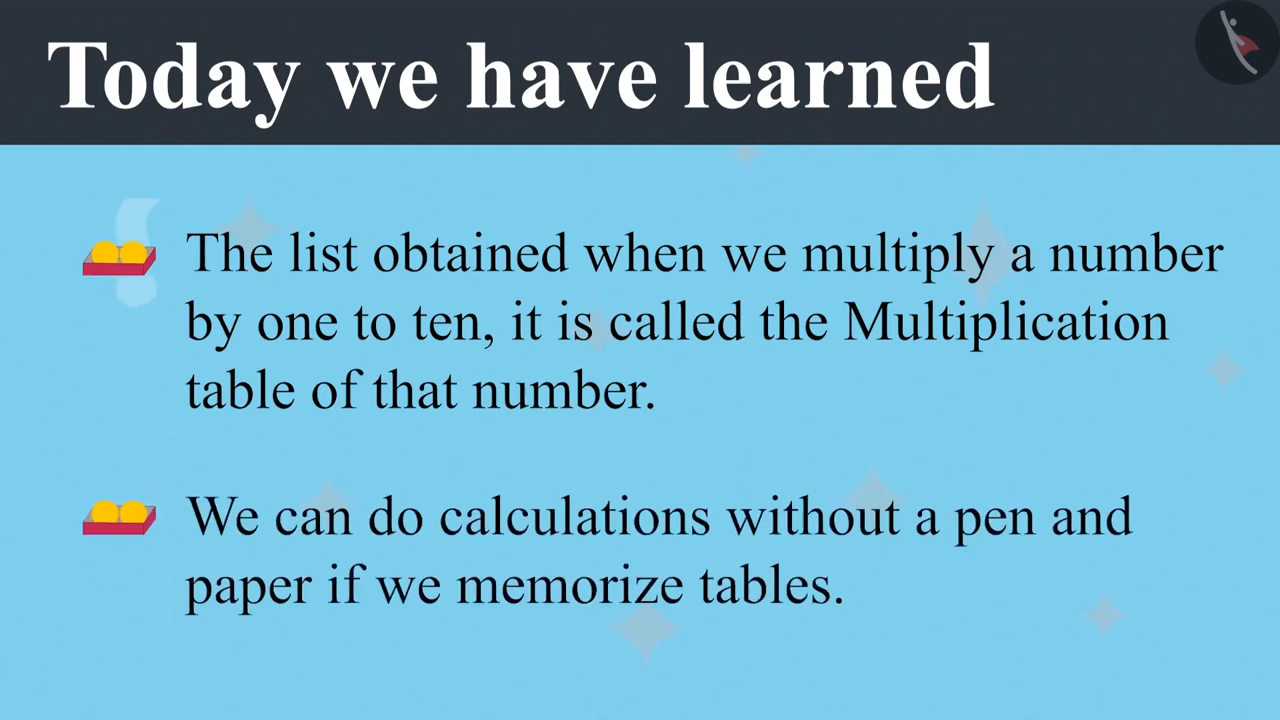 Today we have learned
The list obtained when we multiply a number
by one to ten, it is called the Multiplication
table of that number.
We can do calculations without a pen and
paper if we memorize tables.